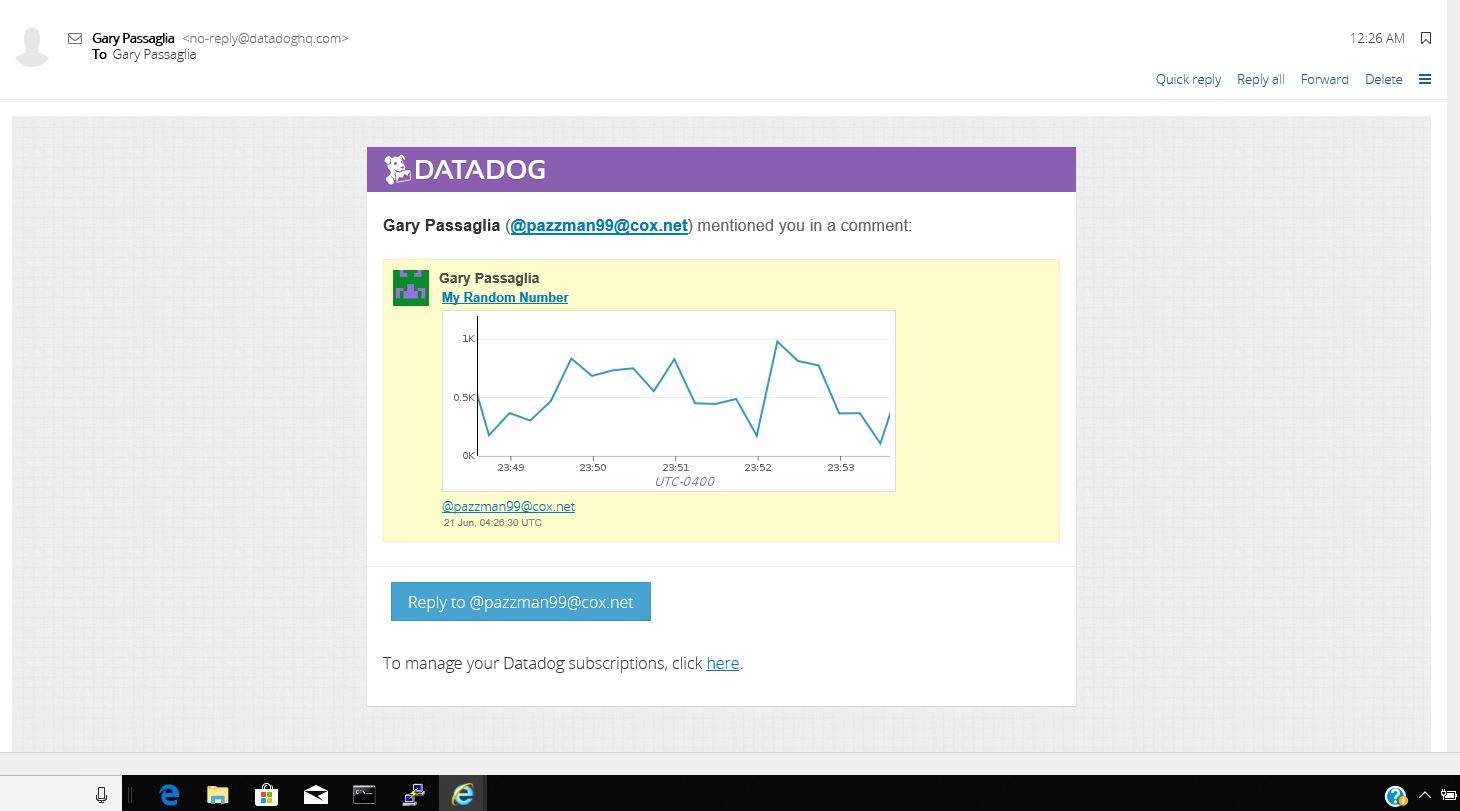 Gary Passaglia <no-reply@datadoghq.com> 12:26 AM
To Gary Passaglia
Quick reply Reply all Forward Delete
DATADOG
Gary Passaglia (@pazzman99@cox.net) mentioned you in a comment:
Gary Passaglia
My Random Number
1K
0.5K
0K
23:49 23:50 23:51 23:52 23:53
UTC-0400
@pazzman99@cox.net
21 Jun, 04:26:30 UTC
Reply to @pazzman99@cox.net
To manage your Datadog subscriptions, click here.